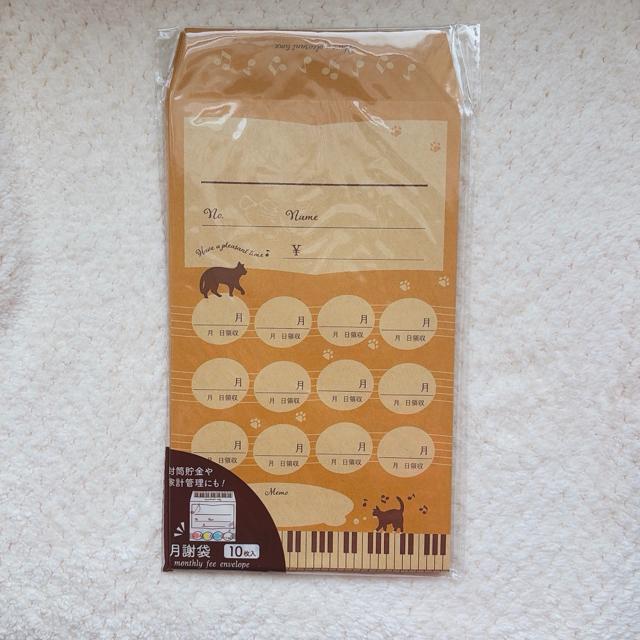 Have a pleasant time
No. Name
Have a pleasant time♪ ¥
月 月 月 月
月 日領収 月 日領収 月 日領収 月 日領収
月 月 月 月
月 日領収 月 日領収 月 日領収 月 日領収
月 月 月 月
日領収 月 日領収 月 日領収 月 日領収
封筒貯金や
家計管理にも!
Memo
月謝袋 10枚入
monthly fee envelope